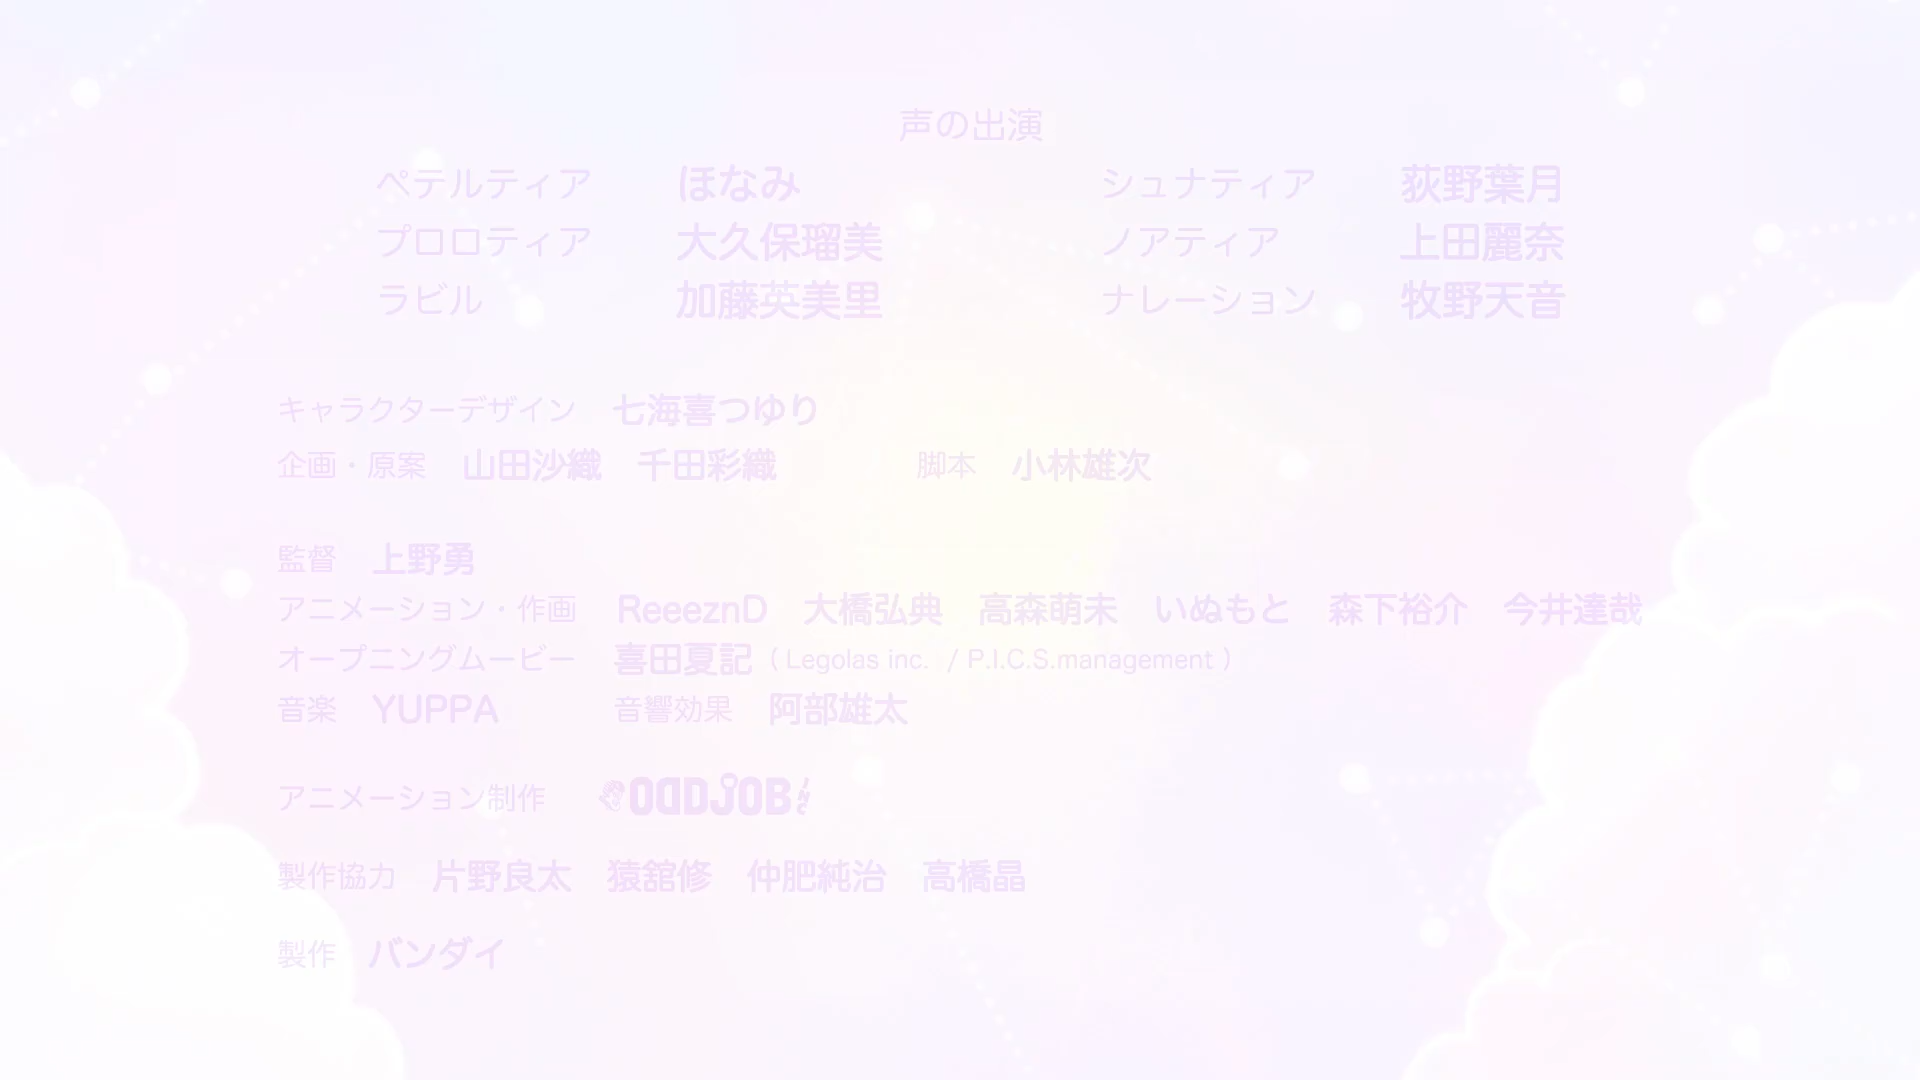 声の出演
ペテルティア ほなみ シュナティア 荻野葉月
プロロティア 大久保瑠美 ノアティア 上田麗奈
ラビル 加藤英美里 ナレーション 牧野天音
キャラクターデザイン 七海喜つゆり
企画・原案 山田沙織 千田彩織 脚本 小林雄次
監督 上野勇
アニメーション・作画 ReeeznD 大橋弘典 高森萌未 いぬもと 森下裕介 今井達哉
オープニングムービー 喜田夏記（ Legolas inc. / P.I.C.S.management ）
音楽 YUPPA 音響効果 阿部雄太
アニメーション制作 ODDJOB INC
製作協力 片野良太 猿舘修 仲肥純治 高橋晶
製作 バンダイ